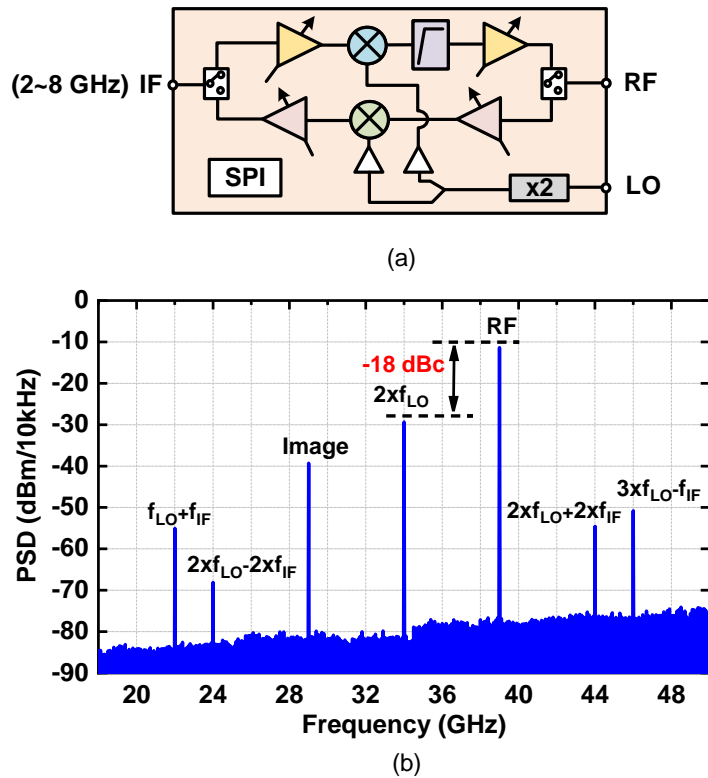 (2~8 GHz) IF
RF
SPI
x2
LO
(a)
0
-10
-20
-30
-40
-50
-60
-70
-80
-90
PSD (dBm/10kHz)
RF
-18 dBc
2xfLO
Image
fLO+fIF
2xfLO-2xfIF
2xfLO+2xfIF
3xfLO-fIF
20 24 28 32 36 40 44 48
Frequency (GHz)
(b)